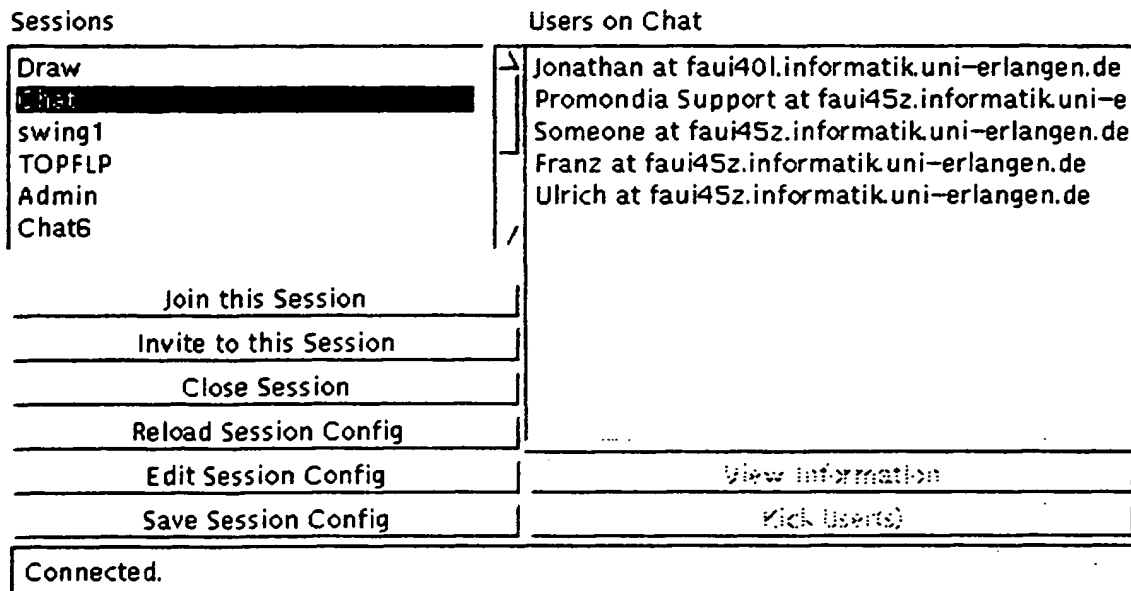 Sessions
Draw
Chat
swing1
TOPFLP
Admin
Chat6
Join this Session
Invite to this Session
Close Session
Reload Session Config
Edit Session Config
Save Session Config
Users on Chat
Jonathan at faui40l.informatik.uni-erlangen.de
Promondia Support at faui45z.informatik.uni-e
Someone at faui45z.informatik.uni-erlangen.de
Franz at faui45z.informatik.uni-erlangen.de
Ulrich at faui45z.informatik.uni-erlangen.de
View Information
Kick User(s)
Connected.